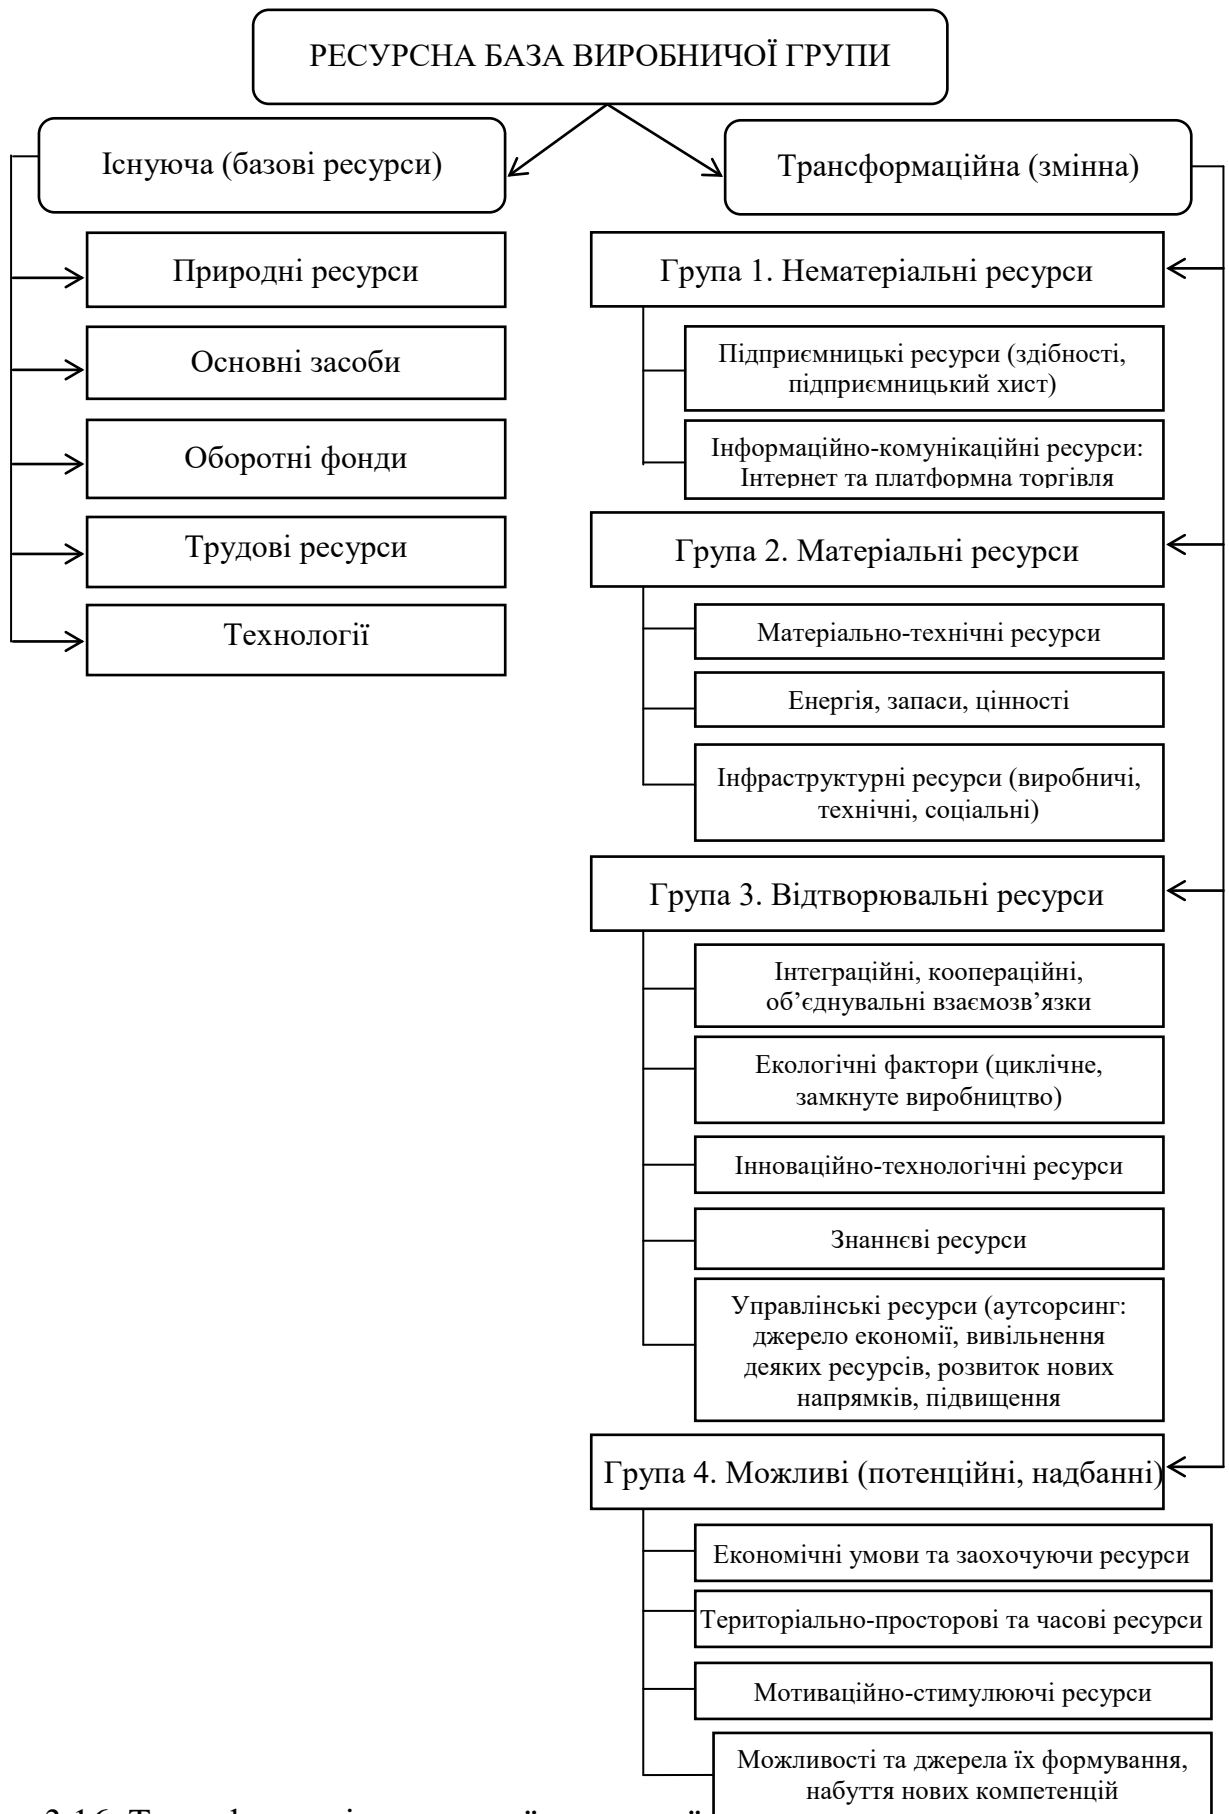 РЕСУРСНА БАЗА ВИРОБНИЧОЇ ГРУПИ
Існуюча (базові ресурси)
Природні ресурси
Основні засоби
Оборотні фонди
Трудові ресурси
Технології
Трансформаційна (змінна)
Група 1. Нематеріальні ресурси
Підприємницькі ресурси (здібності,
підприємницький хист)
Інформаційно-комунікаційні ресурси:
Інтернет та платформна торгівля
Група 2. Матеріальні ресурси
Матеріально-технічні ресурси
Енергія, запаси, цінності
Інфраструктурні ресурси (виробничі,
технічні, соціальні)
Група 3. Відтворювальні ресурси
Інтеграційні, коопераційні,
об’єднувальні взаємозв’язки
Екологічні фактори (циклічне,
замкнуте виробництво)
Інноваційно-технологічні ресурси
Знаннєві ресурси
Управлінські ресурси (аутсорсинг:
джерело економії, вивільнення
деяких ресурсів, розвиток нових
напрямків, підвищення
Група 4. Можливі (потенційні, надбанні)
Економічні умови та заохочуючи ресурси
Територіально-просторові та часові ресурси
Мотиваційно-стимулюючі ресурси
Можливості та джерела їх формування,
набуття нових компетенцій